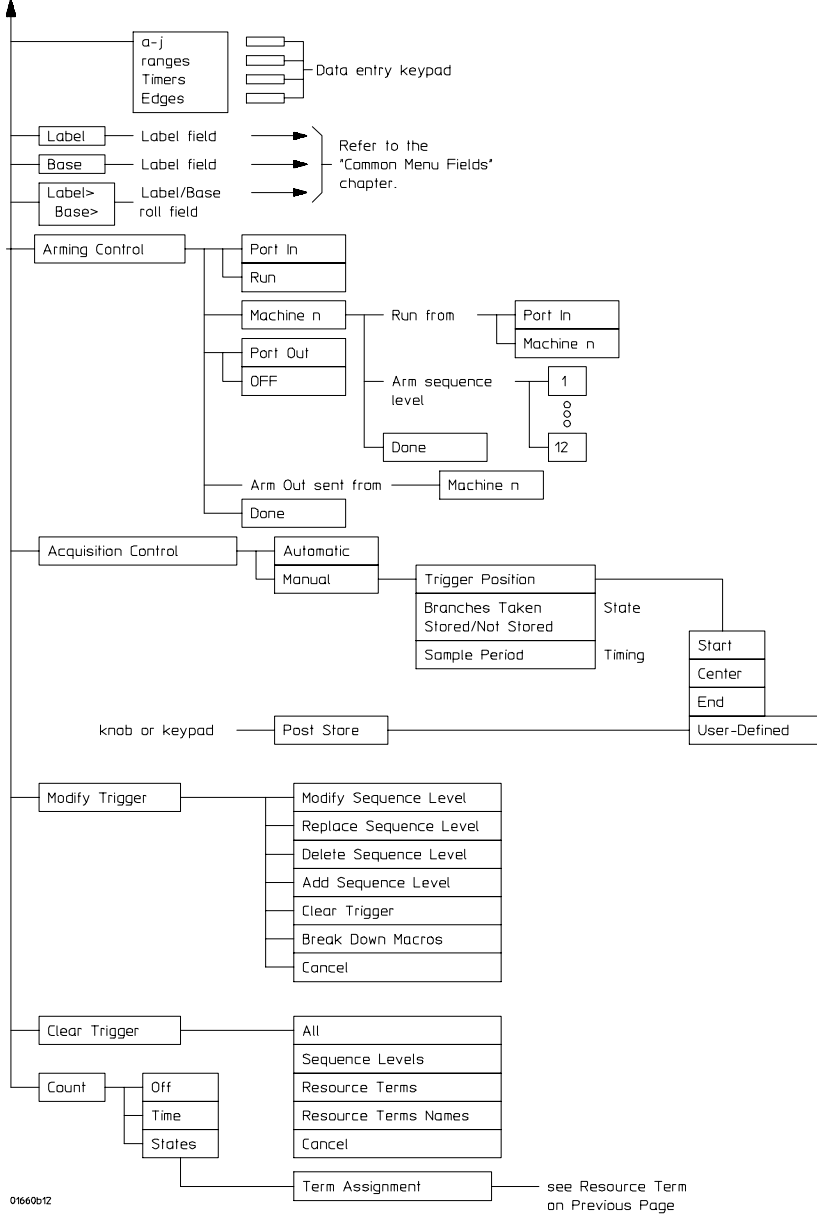 a-j
ranges
Timers
Edges
Data entry keypad
Label
Label field
Base
Label field
Label>
Base>
Label/Base
roll field
Refer to the
"Common Menu Fields"
chapter.
Arming Control
Port In
Run
Machine n
Run from
Port In
Machine n
Port Out
OFF
Arm sequence
level
1
12
Done
Arm Out sent from
Machine n
Done
Acquisition Control
Automatic
Manual
Trigger Position
Branches Taken
Stored/Not Stored
State
Sample Period
Timing
Start
Center
End
User-Defined
knob or keypad
Post Store
Modify Trigger
Modify Sequence Level
Replace Sequence Level
Delete Sequence Level
Add Sequence Level
Clear Trigger
Break Down Macros
Cancel
Clear Trigger
All
Sequence Levels
Resource Terms
Resource Terms Names
Cancel
Count
Off
Time
States
Term Assignment
see Resource Term
on Previous Page
01660b12